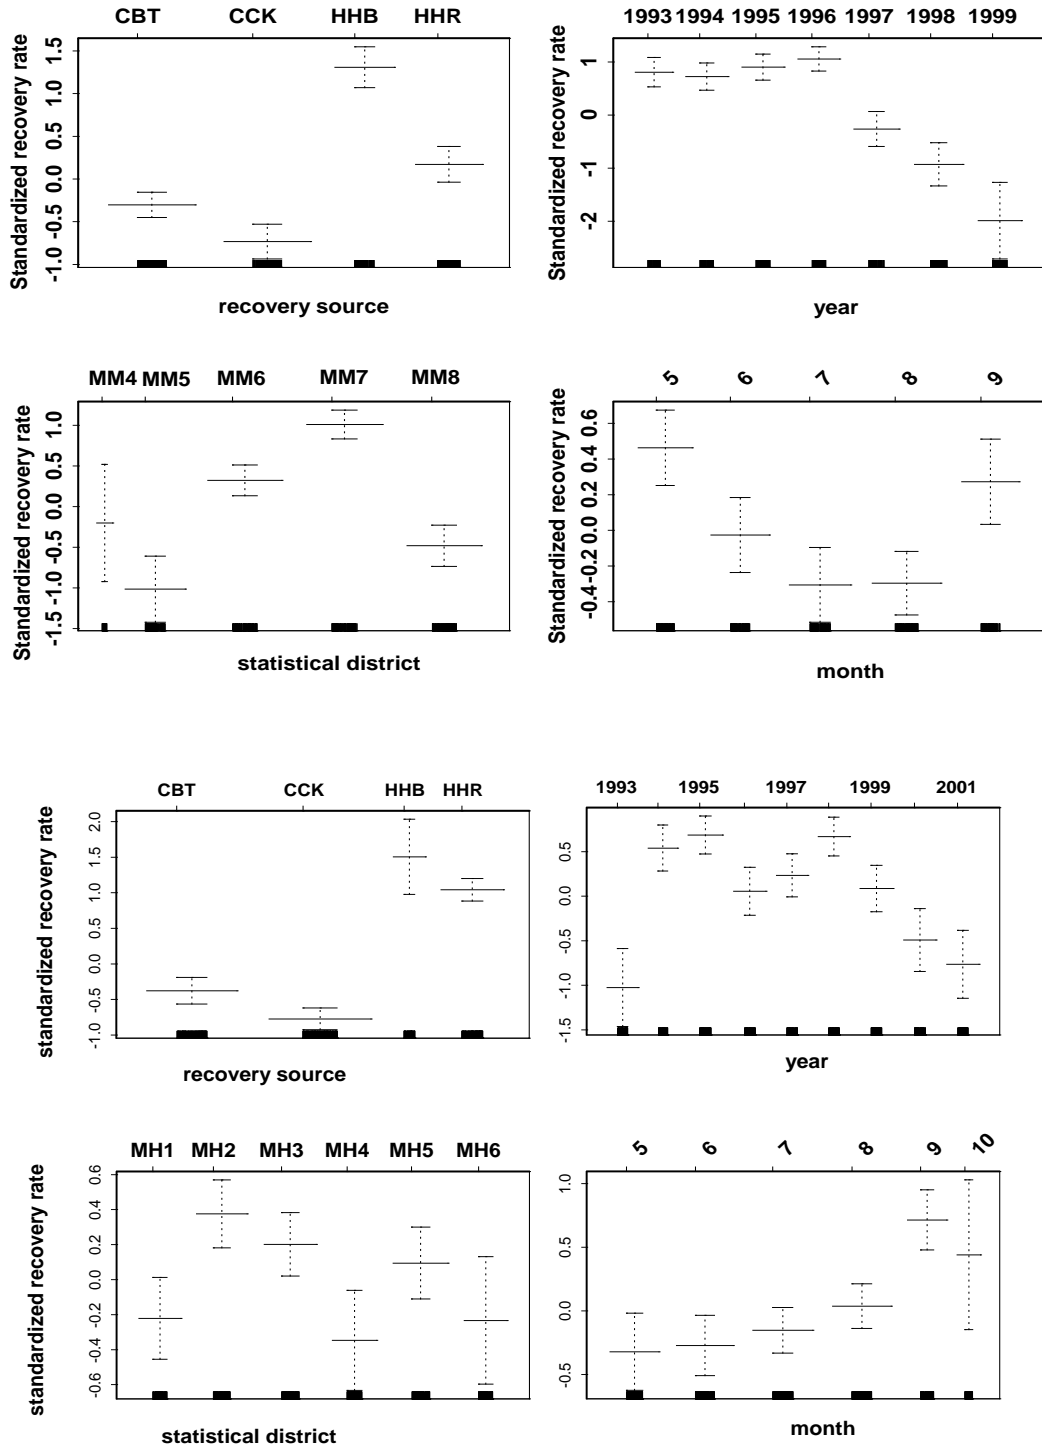 CBT CCK HHB HHR
Standardized recovery rate
1.5
1.0
0.5
0.0
-0.5
-1.0
recovery source
1993 1994 1995 1996 1997 1998 1999
Standardized recovery rate
1
0
-1
-2
year
MM4 MM5 MM6 MM7 MM8
Standardized recovery rate
1.0
0.5
0.0
-0.5
-1.0
-1.5
statistical district
5 6 7 8 9
Standardized recovery rate
0.6
0.4
0.2
0.0
-0.2
-0.4
month
CBT CCK HHB HHR
standardized recovery rate
2.0
1.5
1.0
0.5
0.0
-0.5
-1.0
recovery source
1993 1995 1997 1999 2001
standardized recovery rate
0.5
0.0
-0.5
-1.0
-1.5
year
MH1 MH2 MH3 MH4 MH5 MH6
standardized recovery rate
0.6
0.4
0.2
0.0
-0.2
-0.4
-0.6
statistical district
5 6 7 8 9 10
standardized recovery rate
1.0
0.5
0.0
-0.5
month